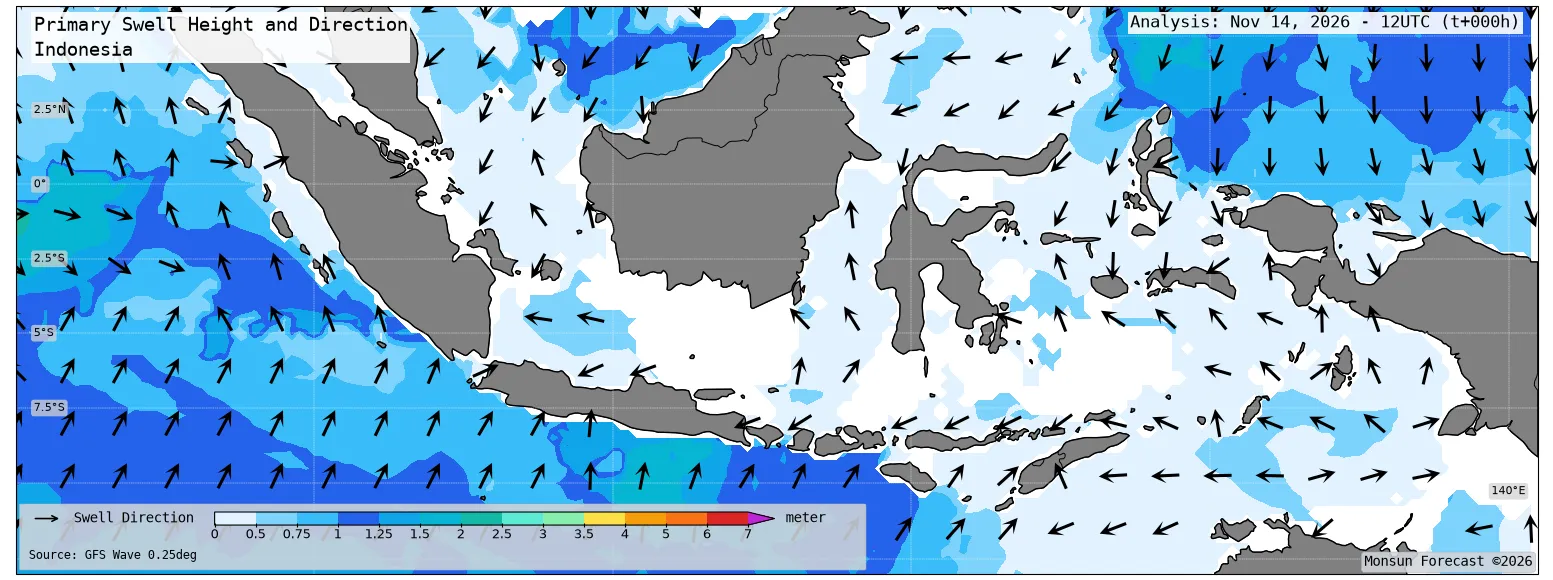 Primary Swell Height and Direction
Indonesia
Analysis: Nov 14, 2026 - 12UTC (t+000h)
2.5°N
0°
2.5°S
5°S
7.5°S
140°E
Swell Direction
meter
0 0.5 0.75 1 1.25 1.5 2 2.5 3 3.5 4 5 6 7
Source: GFS Wave 0.25deg
Monsun Forecast ©2026